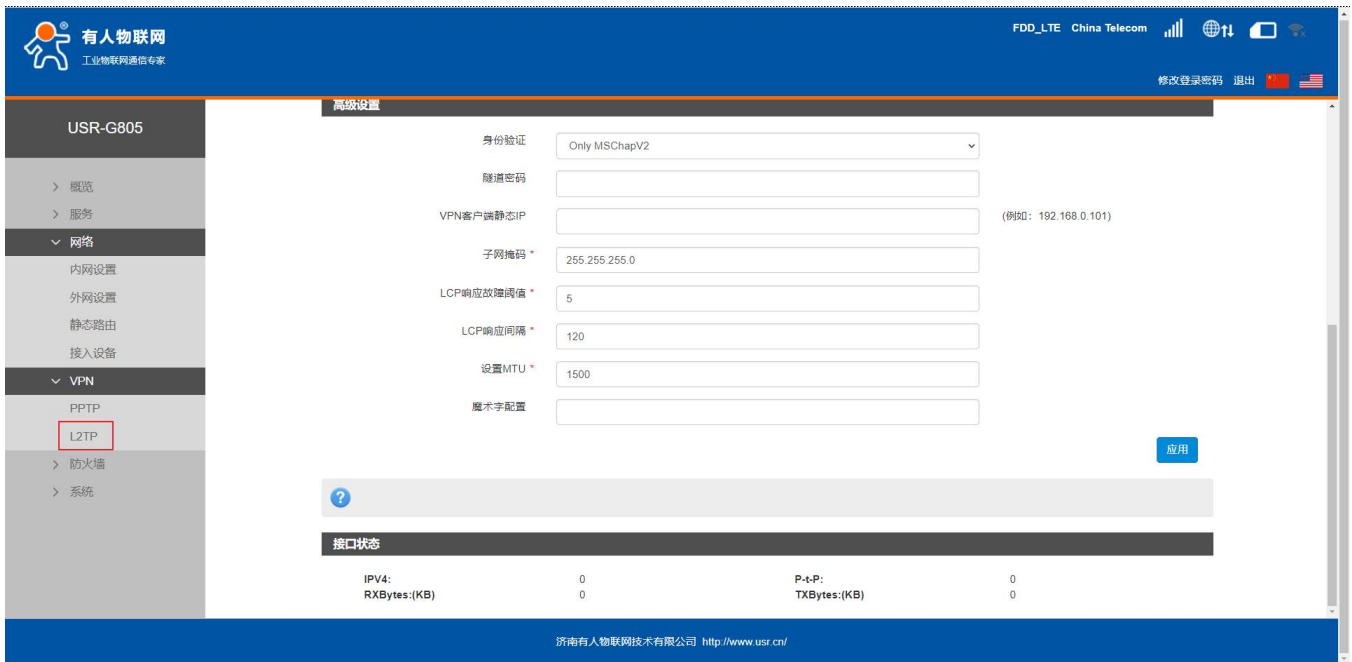 有人物联网 ®
工业物联网通信专家
FDD_LTE China Telecom
修改登录密码 退出
USR-G805
概览
服务
网络
内网设置
外网设置
静态路由
接入设备
VPN
PPTP
L2TP
防火墙
系统
高级设置
身份验证 Only MSChapV2
隧道密码
VPN客户端静态IP (例如：192.168.0.101)
子网掩码 * 255.255.255.0
LCP响应故障阈值 * 5
LCP响应间隔 * 120
设置MTU * 1500
魔术字配置
应用
?
接口状态
IPV4: 0 P-t-P: 0
RXBytes:(KB) 0 TXBytes:(KB) 0
济南有人物联网技术有限公司 http://www.usr.cn/